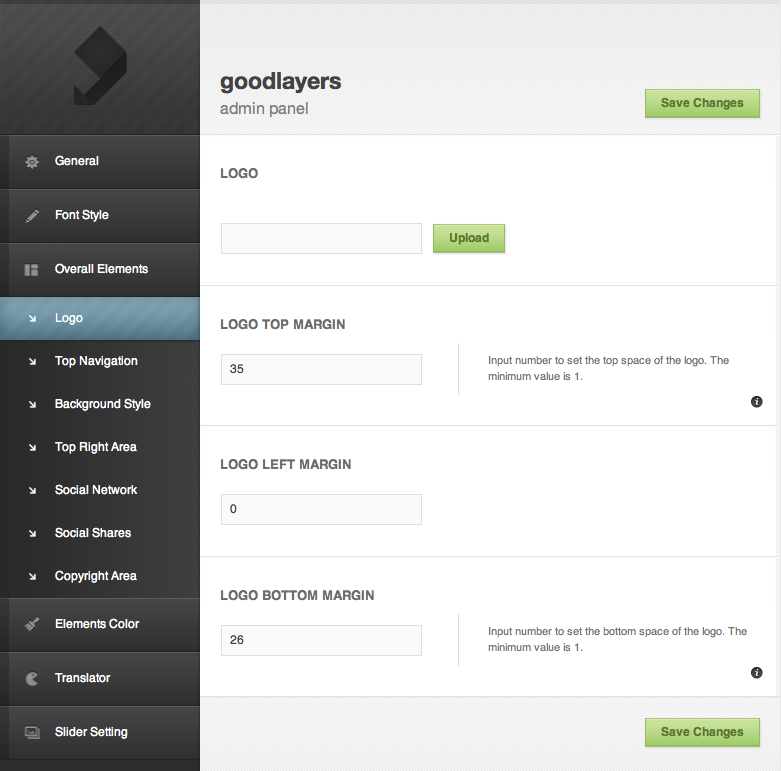 goodlayers
admin panel
Save Changes
General
Font Style
Overall Elements
Logo
Top Navigation
Background Style
Top Right Area
Social Network
Social Shares
Copyright Area
Elements Color
Translator
Slider Setting
LOGO
Upload
LOGO TOP MARGIN
35
Input number to set the top space of the logo. The
minimum value is 1.
LOGO LEFT MARGIN
0
LOGO BOTTOM MARGIN
26
Input number to set the bottom space of the logo. The
minimum value is 1.
Save Changes